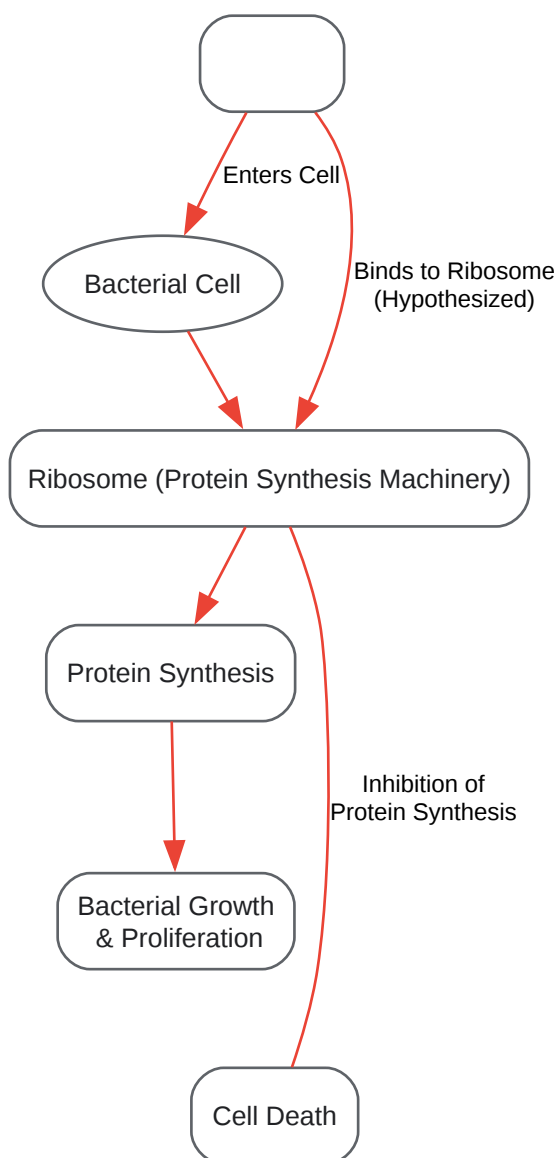 Enters Cell
Bacterial Cell
Binds to Ribosome
(Hypothesized)
Ribosome (Protein Synthesis Machinery)
Protein Synthesis
Inhibition of
Protein Synthesis
Bacterial Growth
& Proliferation
Cell Death